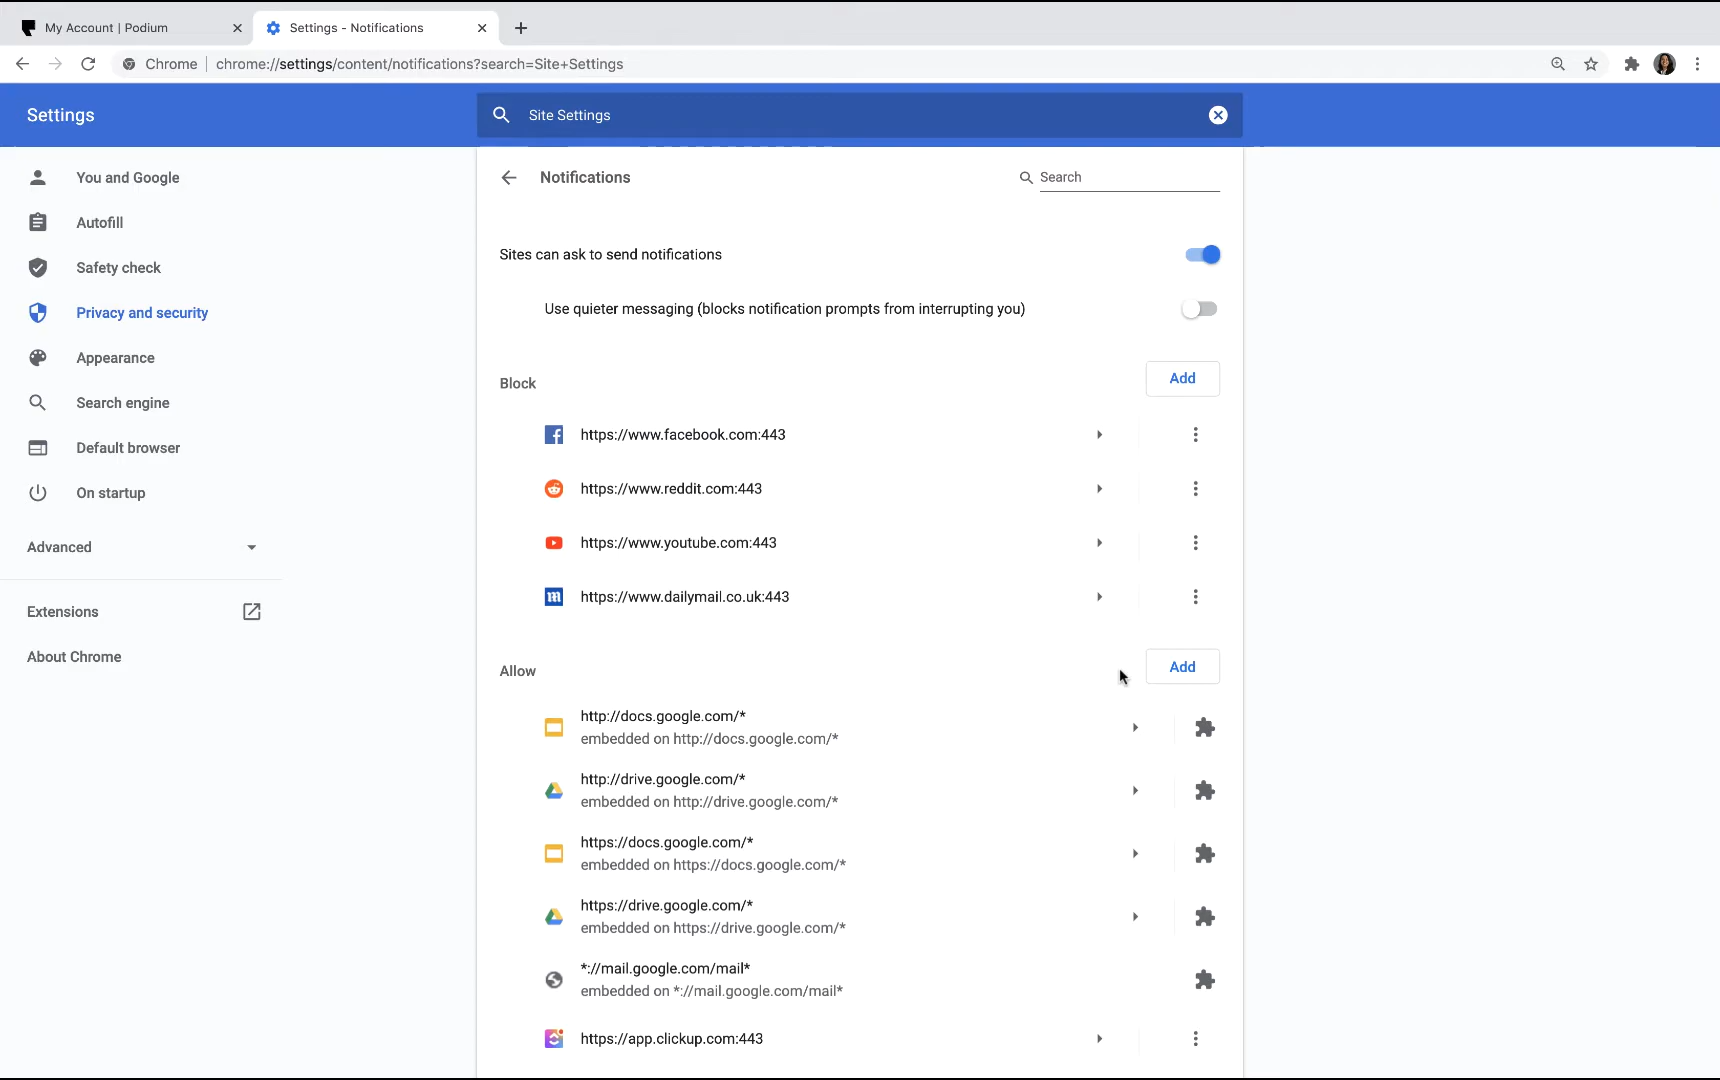 My Account | Podium
Settings - Notifications
Chrome
chrome://settings/content/notifications?search=Site+Settings
Settings
Site Settings
You and Google
Autofill
Safety check
Privacy and security
Appearance
Search engine
Default browser
On startup
Advanced
Extensions
About Chrome
Notifications
Search
Sites can ask to send notifications
Use quieter messaging (blocks notification prompts from interrupting you)
Block
Add
https://www.facebook.com:443
https://www.reddit.com:443
https://www.youtube.com:443
https://www.dailymail.co.uk:443
Allow
Add
http://docs.google.com/*
embedded on http://docs.google.com/*
http://drive.google.com/*
embedded on http://drive.google.com/*
https://docs.google.com/*
embedded on https://docs.google.com/*
https://drive.google.com/*
embedded on https://drive.google.com/*
*://mail.google.com/mail*
embedded on *://mail.google.com/mail*
https://app.clickup.com:443